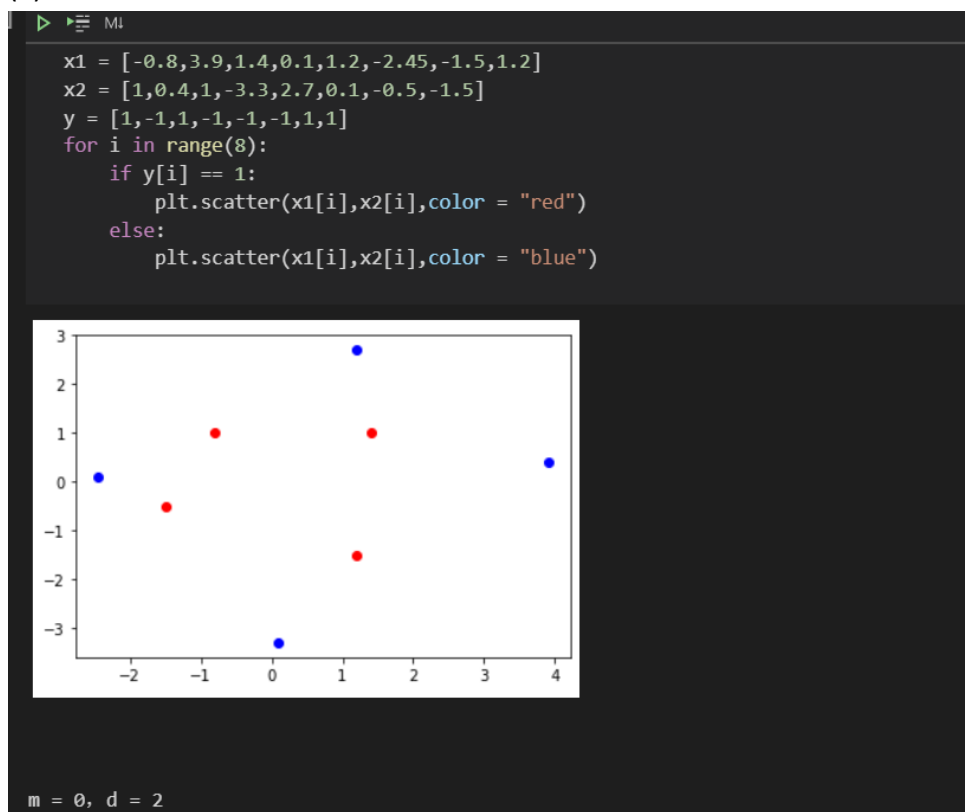 M↓
x1 = [-0.8,3.9,1.4,0.1,1.2,-2.45,-1.5,1.2]
x2 = [1,0.4,1,-3.3,2.7,0.1,-0.5,-1.5]
y = [1,-1,1,-1,-1,-1,1,1]
for i in range(8):
    if y[i] == 1:
        plt.scatter(x1[i],x2[i],color = "red")
    else:
        plt.scatter(x1[i],x2[i],color = "blue")
3
2
1
0
−1
−2
−3
−2 −1 0 1 2 3 4
m = 0, d = 2